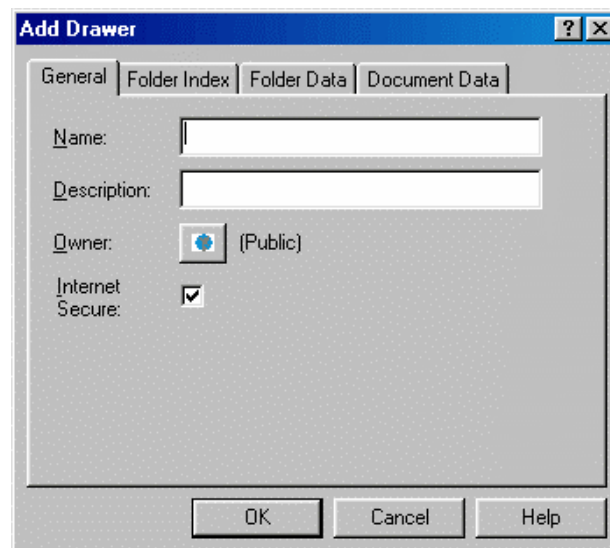 Add Drawer
General Folder Index Folder Data Document Data
Name:
Description:
Owner: (Public)
Internet
Secure:
OK Cancel Help